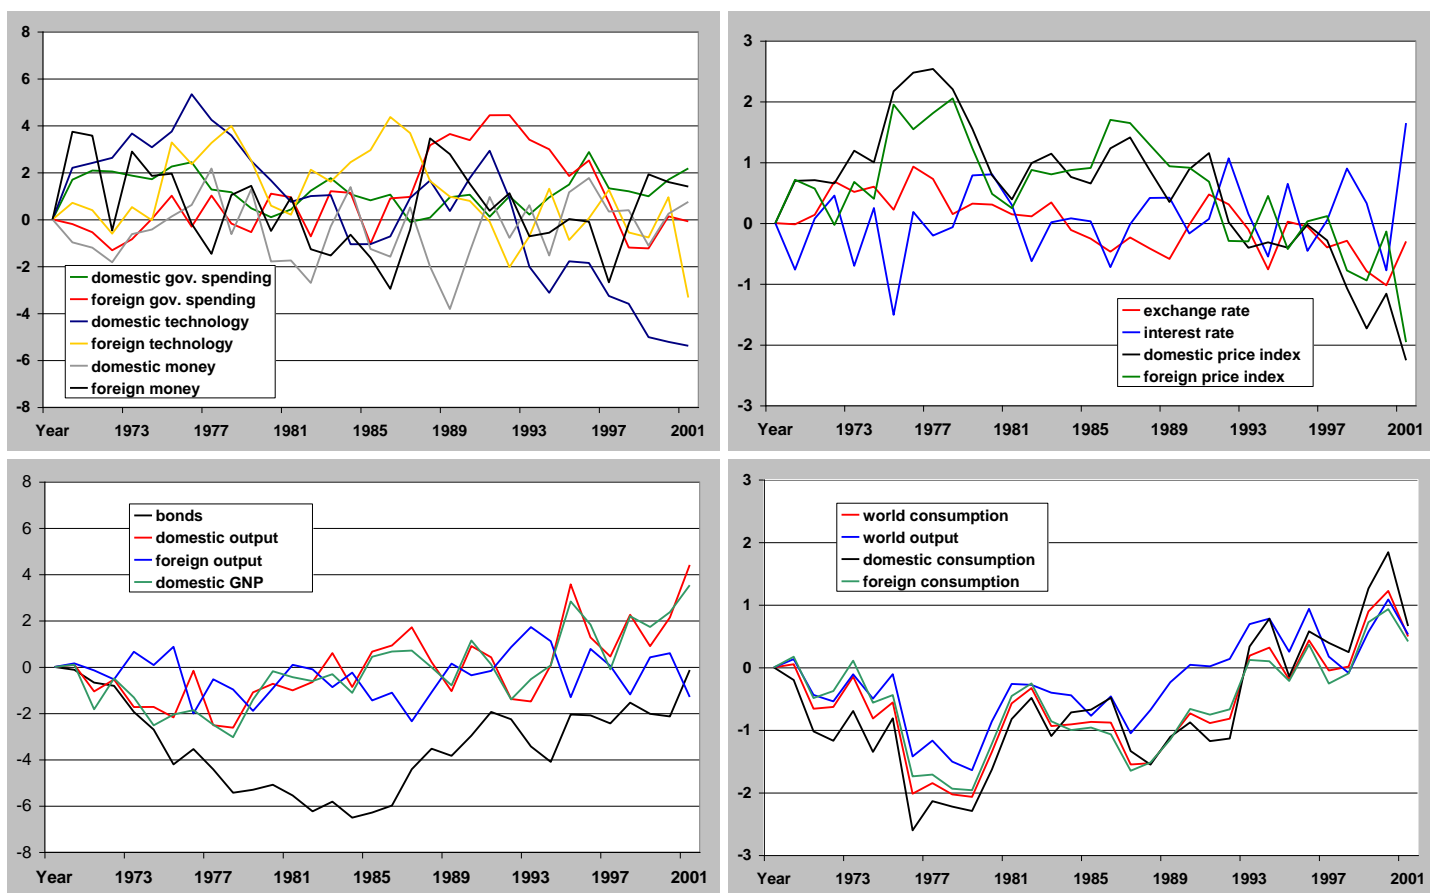 8
6
4
2
0
-2
-4
-6
-8
domestic gov. spending
foreign gov. spending
domestic technology
foreign technology
domestic money
foreign money
Year 1973 1977 1981 1985 1989 1993 1997 2001
3
2
1
0
-1
-2
-3
exchange rate
interest rate
domestic price index
foreign price index
Year 1973 1977 1981 1985 1989 1993 1997 2001
8
6
4
2
0
-2
-4
-6
-8
bonds
domestic output
foreign output
domestic GNP
Year 1973 1977 1981 1985 1989 1993 1997 2001
3
2
1
0
-1
-2
-3
world consumption
world output
domestic consumption
foreign consumption
Year 1973 1977 1981 1985 1989 1993 1997 2001